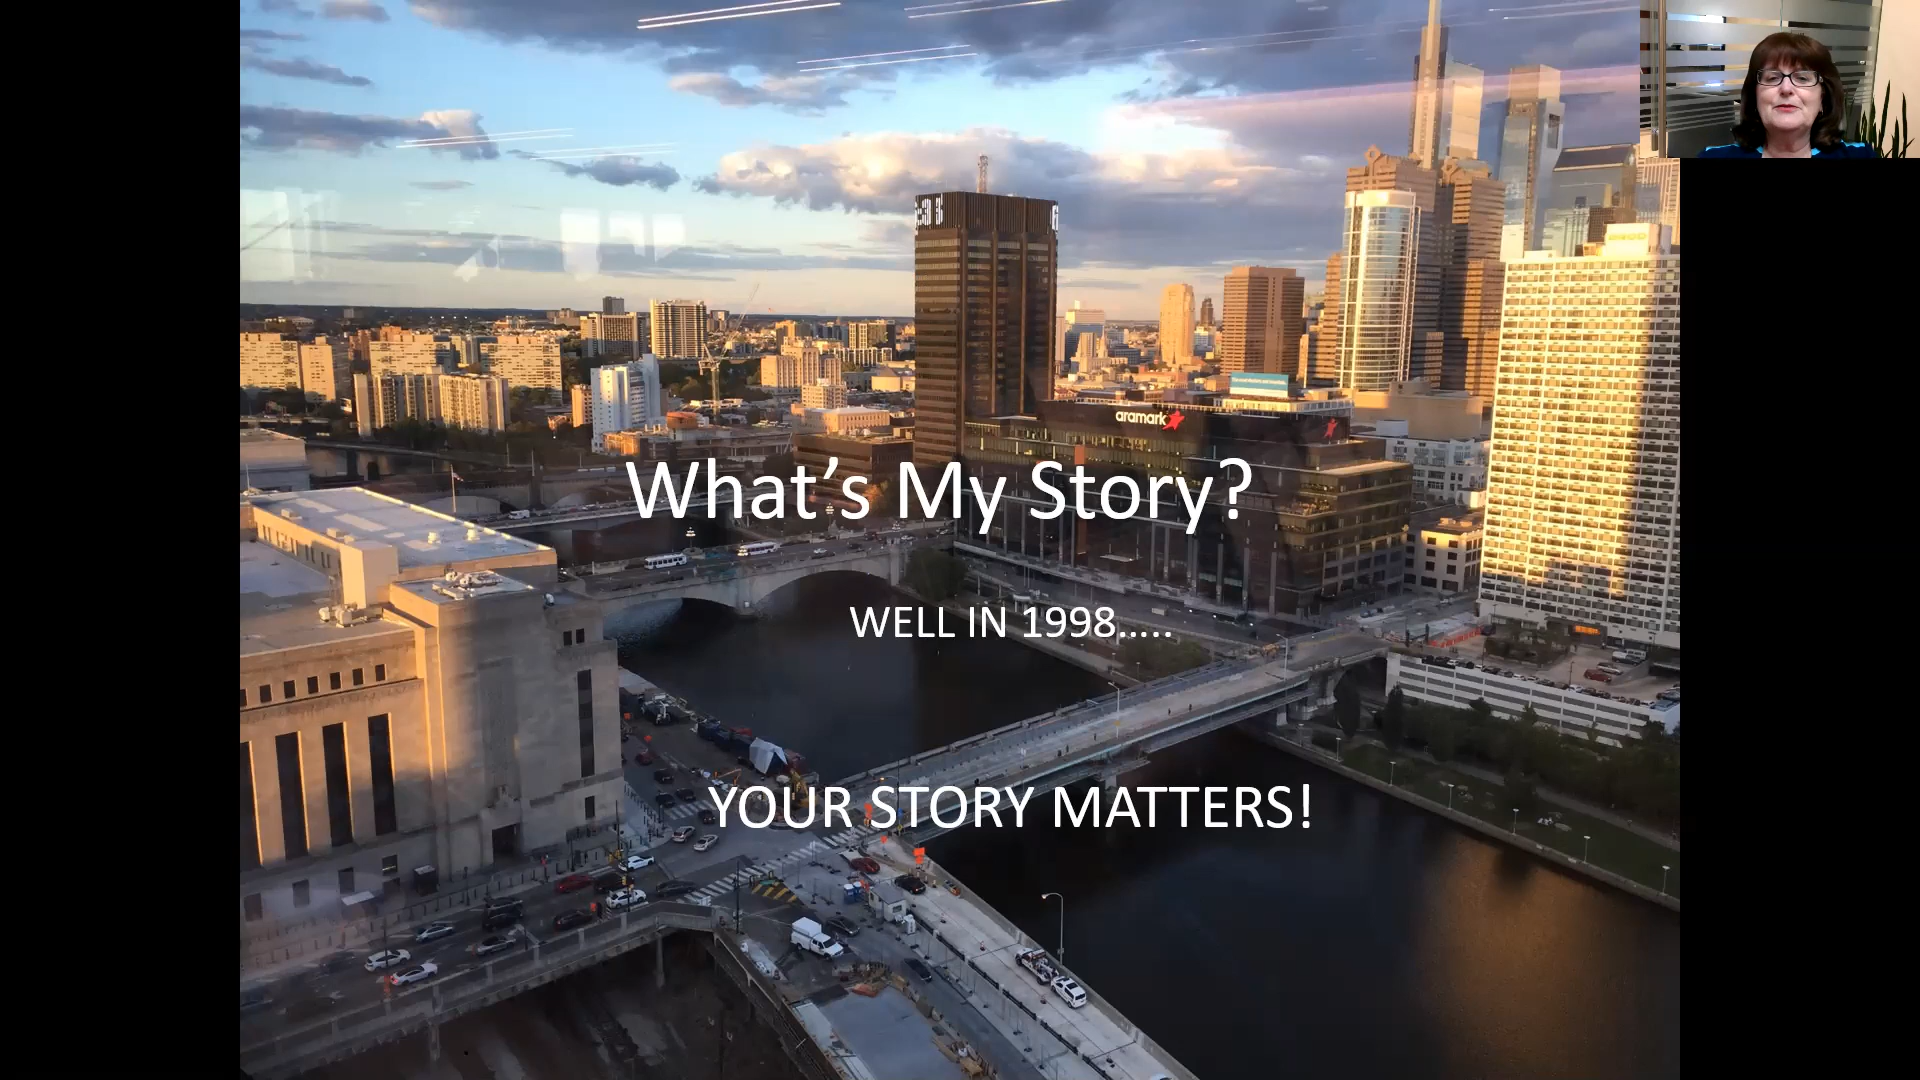 aramark
What's My Story?
WELL IN 1998.....
YOUR STORY MATTERS!